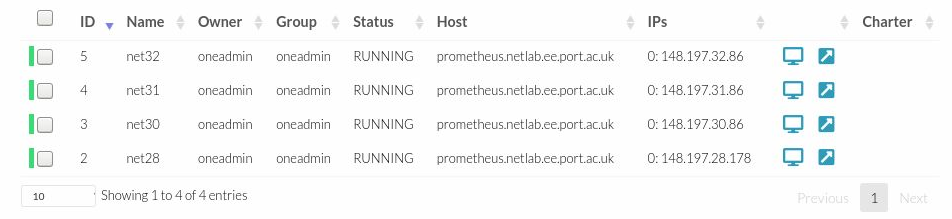 ID Name Owner Group Status Host IPs Charter
5 net32 oneadmin oneadmin RUNNING prometheus.netlab.ee.port.ac.uk 0: 148.197.32.86
4 net31 oneadmin oneadmin RUNNING prometheus.netlab.ee.port.ac.uk 0: 148.197.31.86
3 net30 oneadmin oneadmin RUNNING prometheus.netlab.ee.port.ac.uk 0: 148.197.30.86
2 net28 oneadmin oneadmin RUNNING prometheus.netlab.ee.port.ac.uk 0: 148.197.28.178
10 Showing 1 to 4 of 4 entries Previous 1 Next